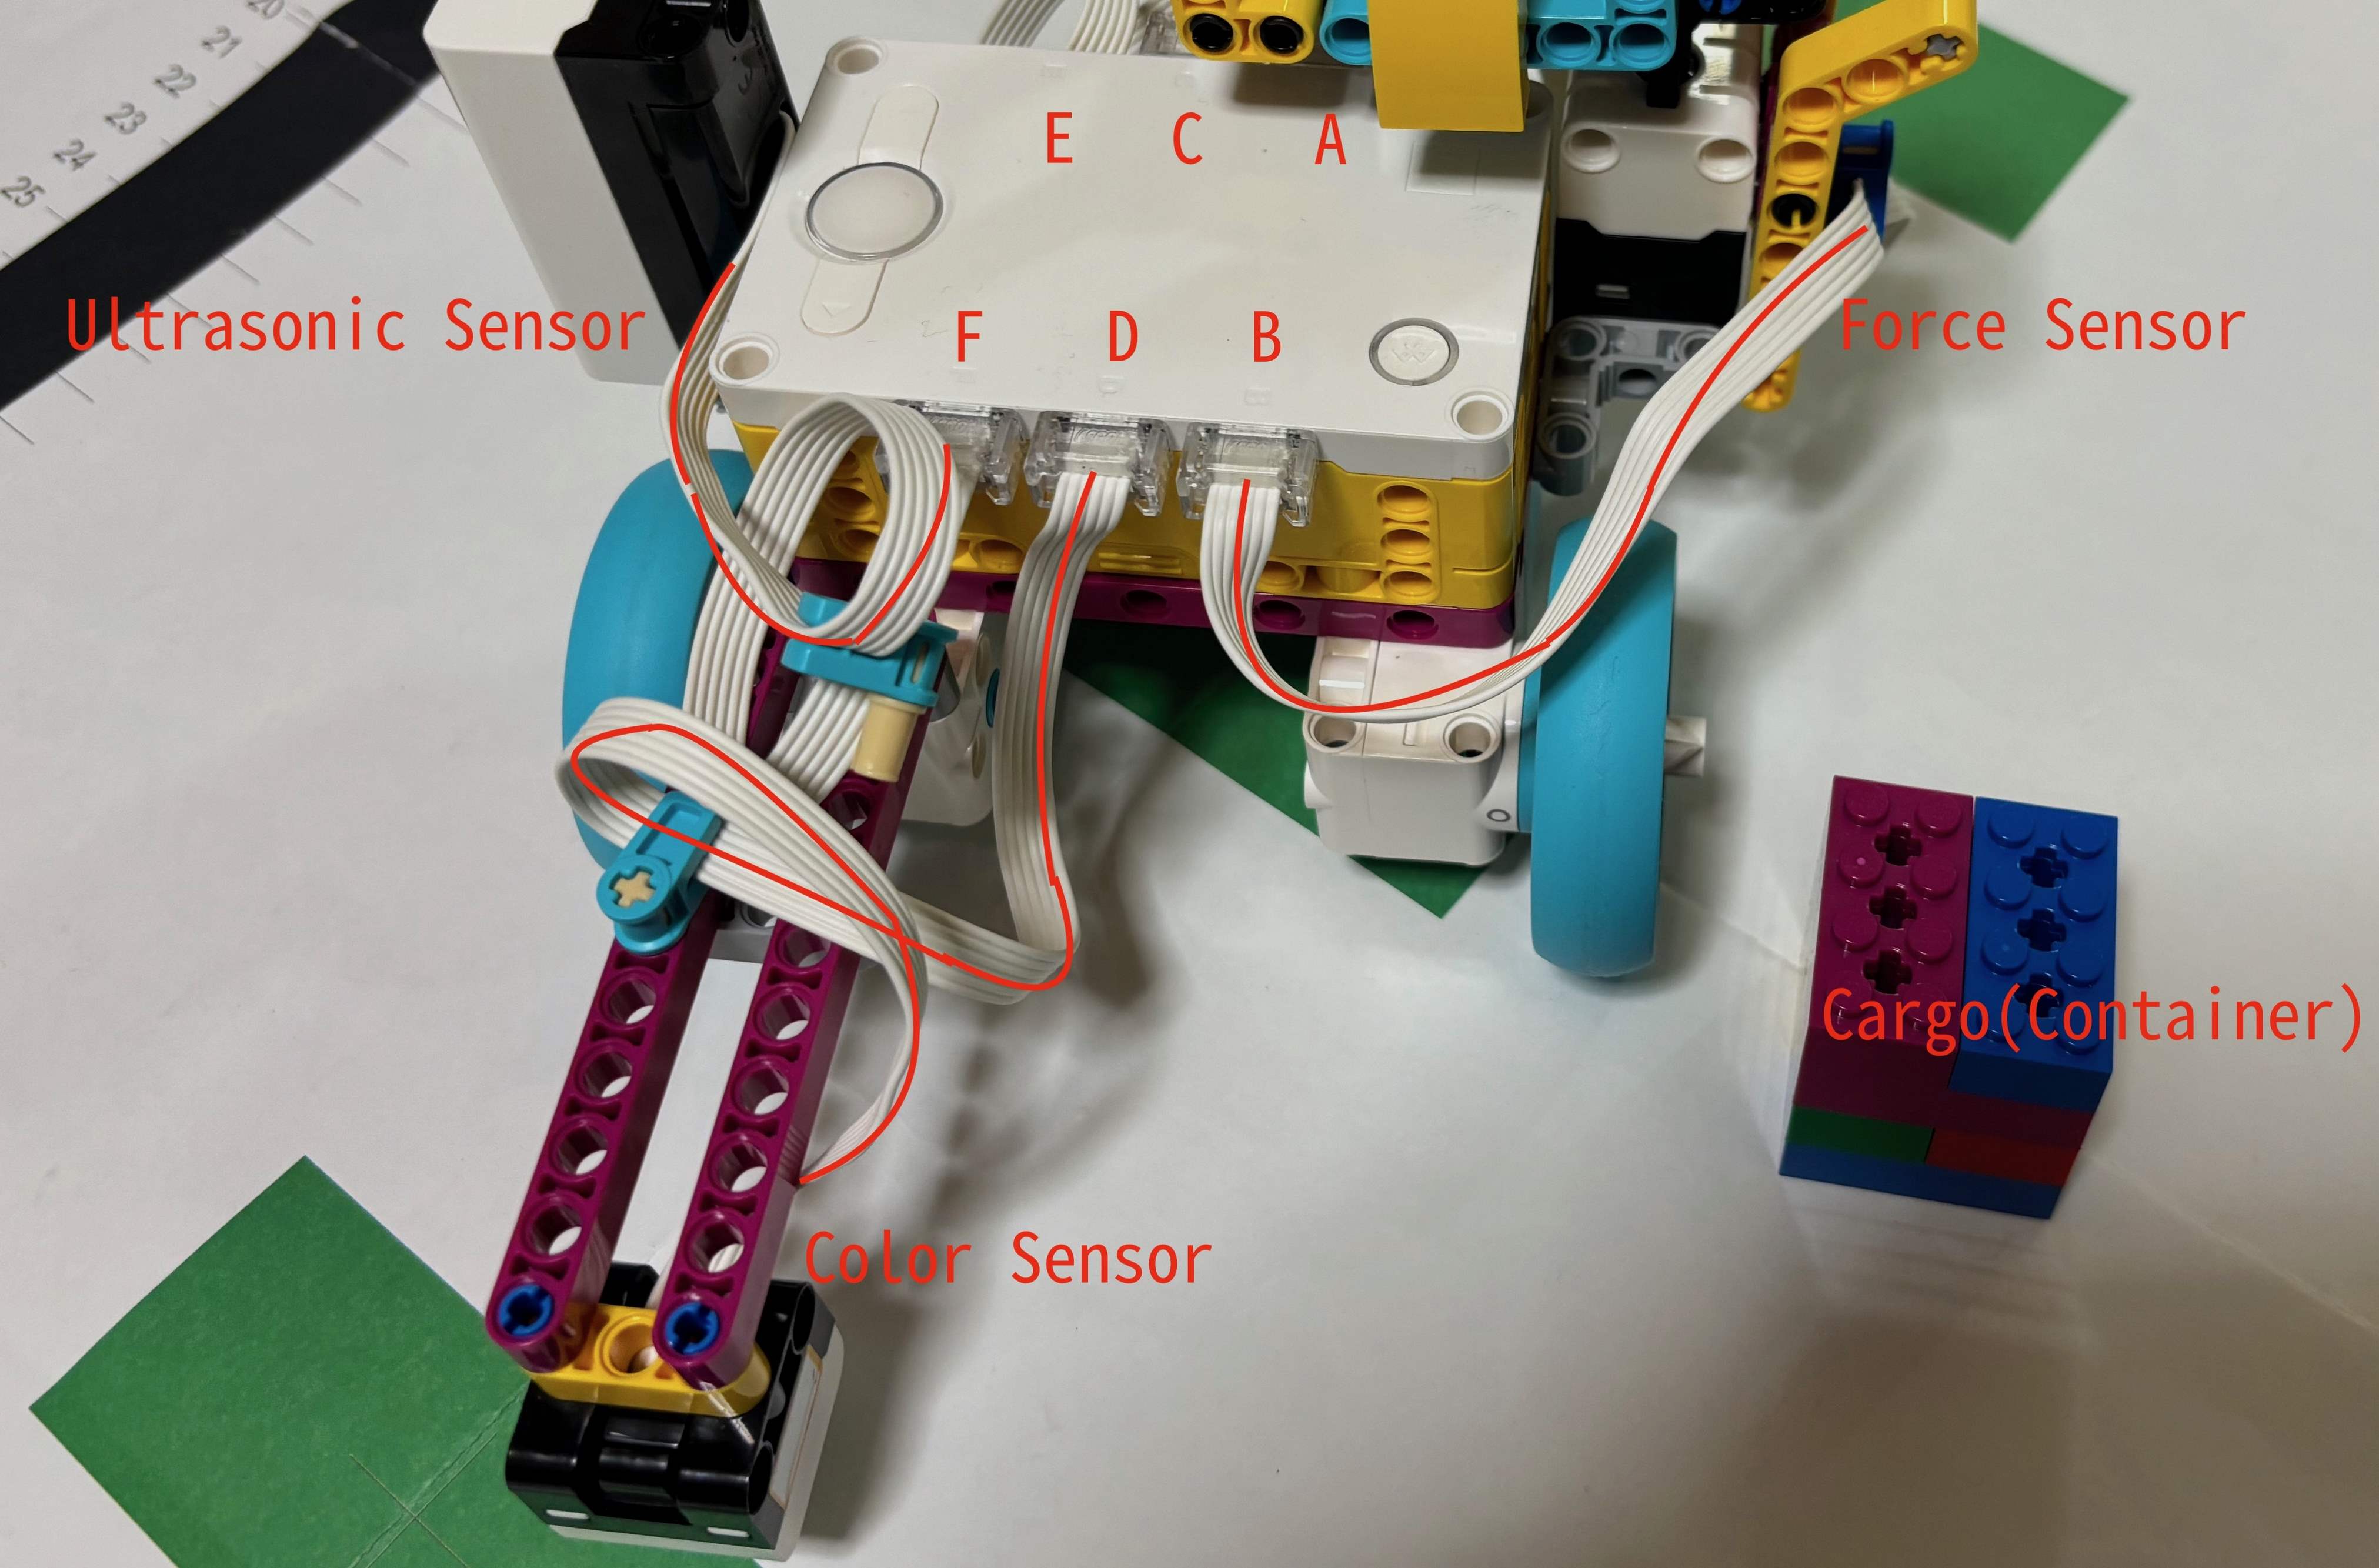 20
21
22
23
24
25
E C A
Ultrasonic Sensor
F D B
Force Sensor
Cargo(Container)
Color Sensor